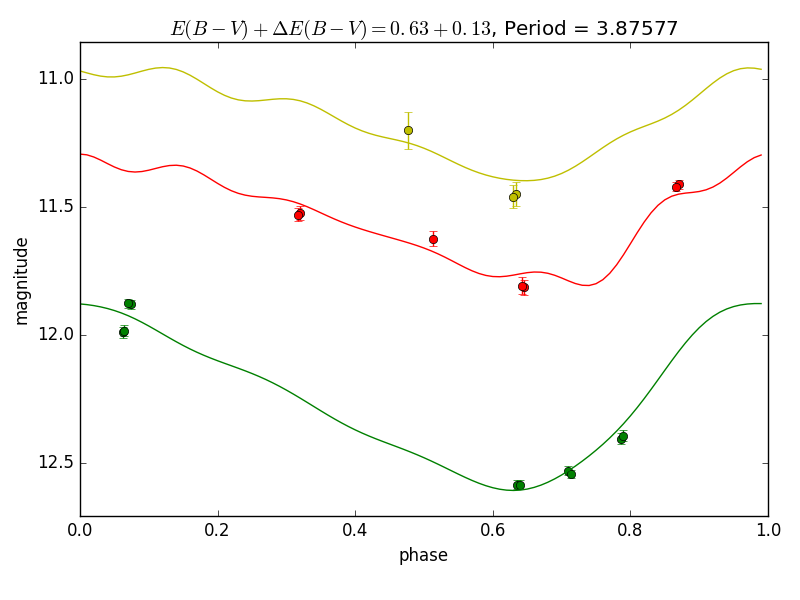 E(B − V) + ΔE(B − V) = 0.63 + 0.13, Period = 3.87577
11.0
11.5
12.0
12.5
magnitude
0.0 0.2 0.4 0.6 0.8 1.0
phase